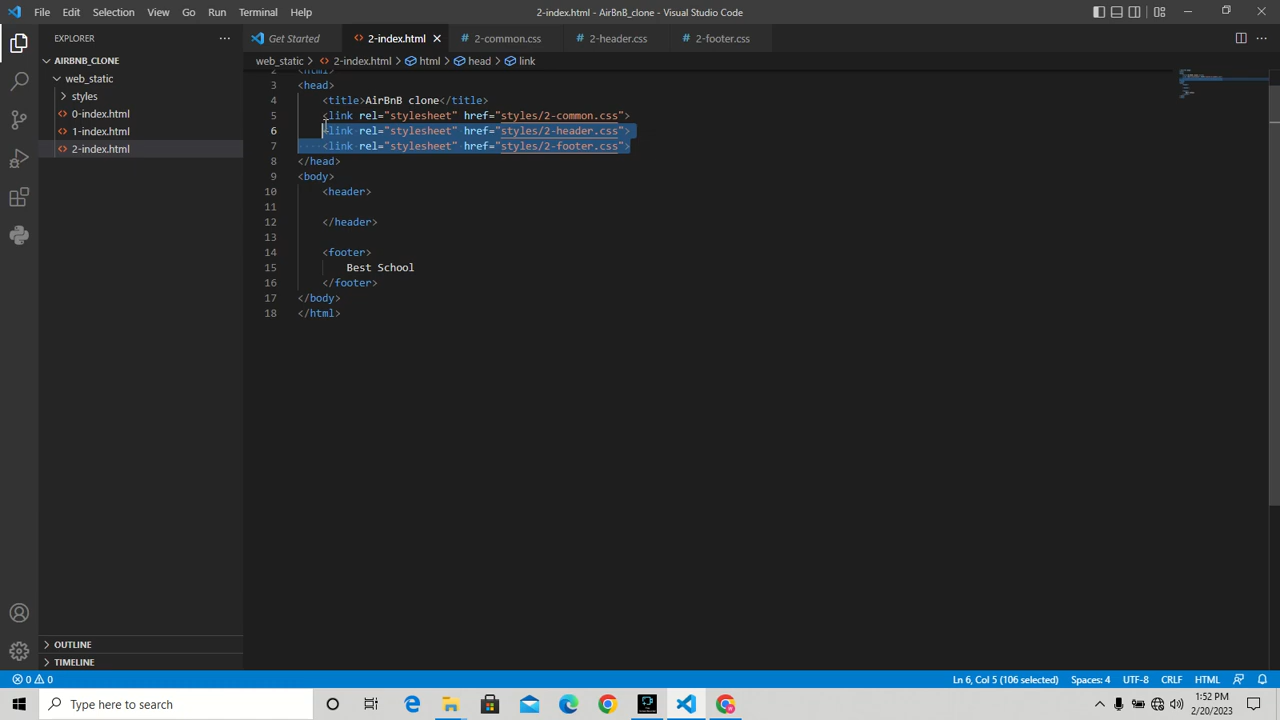 File Edit Selection View Go Run Terminal Help
2-index.html - AirBnB_clone - Visual Studio Code
EXPLORER
Get Started
2-index.html
# 2-common.css
# 2-header.css
# 2-footer.css
AIRBNB_CLONE
web_static
styles
0-index.html
1-index.html
2-index.html
web_static > 2-index.html > html > head > link
2 <html>
3 <head>
4 <title>AirBnB clone</title>
5 <link rel="stylesheet" href="styles/2-common.css">
6 <link rel="stylesheet" href="styles/2-header.css">
7 <link rel="stylesheet" href="styles/2-footer.css">
8 </head>
9 <body>
10 <header>
11
12 </header>
13
14 <footer>
15 Best School
16 </footer>
17 </body>
18 </html>
OUTLINE
TIMELINE
0 0
Ln 6, Col 5 (106 selected) Spaces: 4 UTF-8 CRLF HTML
Type here to search
1:52 PM
2/20/2023